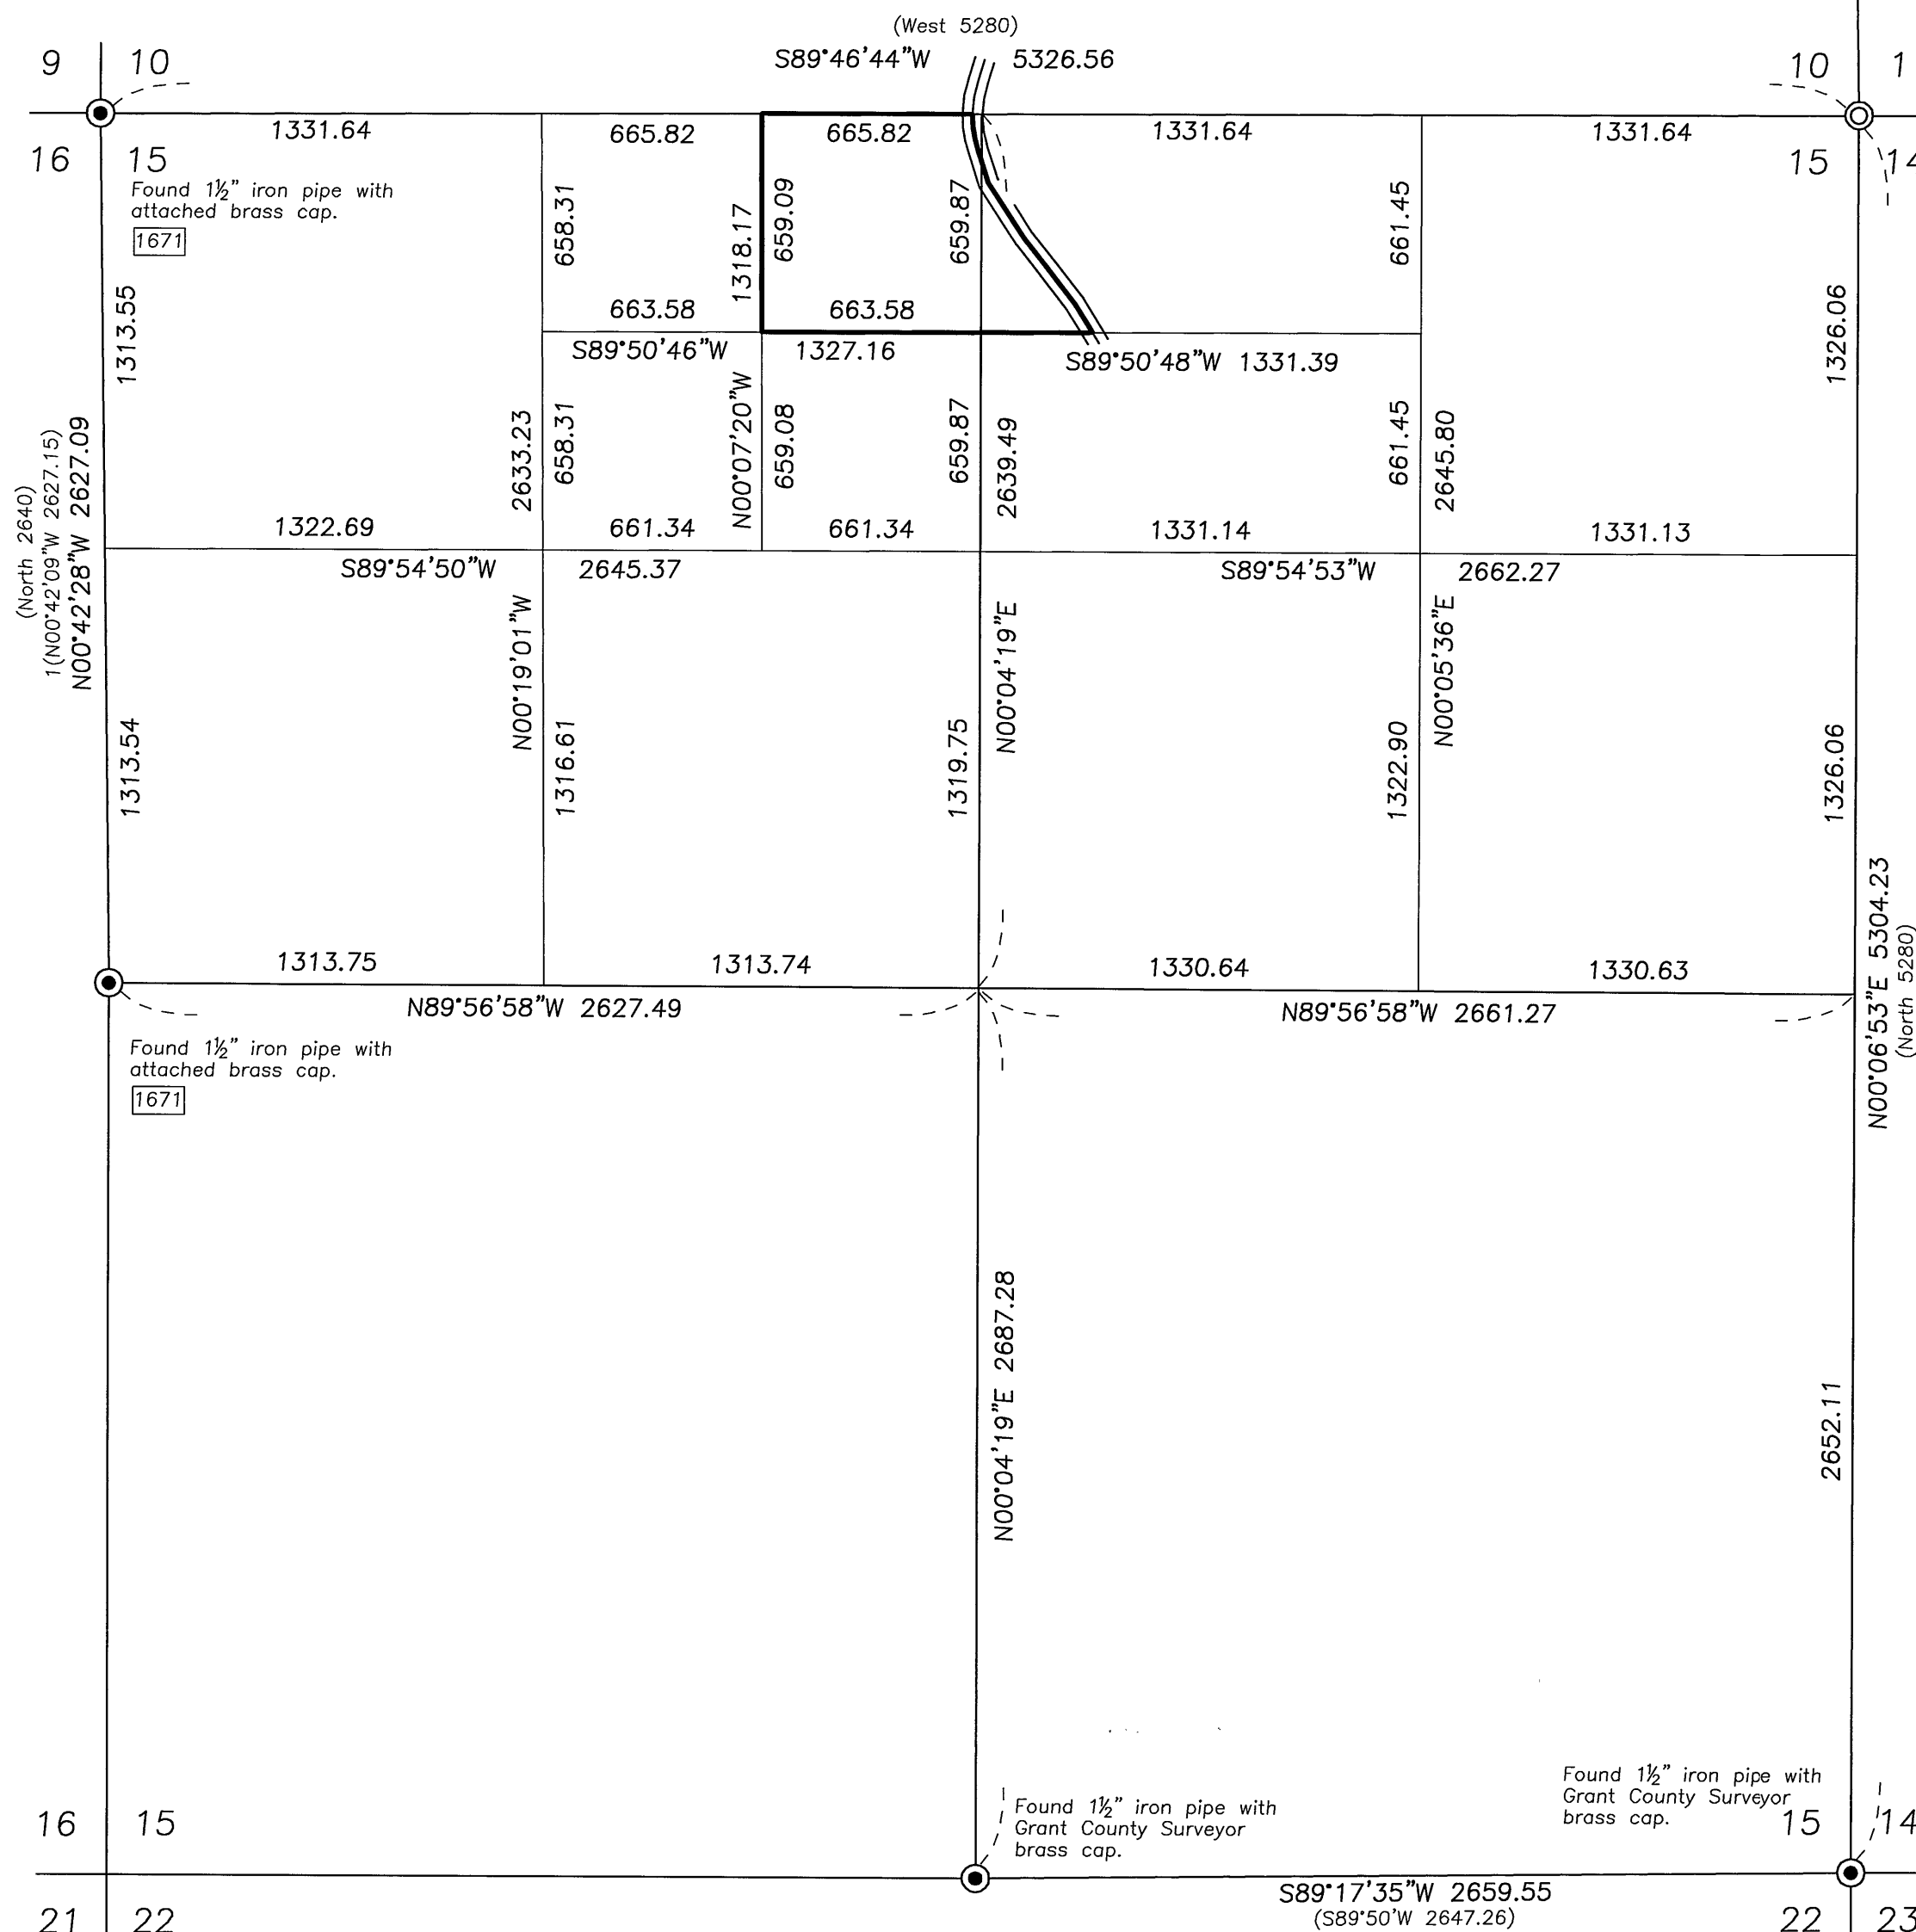 (West 5280)
S89°46'44"W 5326.56
9 10
10 1
1331.64
665.82
665.82
1331.64
1331.64
16 15
15 14
Found 1½" iron pipe with
attached brass cap.
1671
658.31
1318.17
659.09
659.87
661.45
1313.55
663.58
663.58
1326.06
S89°50'46"W 1327.16
S89°50'48"W 1331.39
(North 2640)
1(N00°42'09"W 2627.15)
N00°42'28"W 2627.09
2633.23
658.31
N00°07'20"W
659.08
659.87
2639.49
661.45
2645.80
1322.69
661.34
661.34
1331.14
1331.13
S89°54'50"W 2645.37
S89°54'53"W 2662.27
N00°19'01"W
N00°04'19"E
N00°05'36"E
1313.54
1316.61
1319.75
1322.90
1326.06
N00°06'53"E 5304.23
(North 5280)
1313.75
1313.74
1330.64
1330.63
N89°56'58"W 2627.49
N89°56'58"W 2661.27
Found 1½" iron pipe with
attached brass cap.
1671
N00°04'19"E 2687.28
2652.11
16 15
Found 1½" iron pipe with
Grant County Surveyor
brass cap.
Found 1½" iron pipe with
Grant County Surveyor
brass cap.
15 14
S89°17'35"W 2659.55
(S89°50'W 2647.26)
21 22
22 23